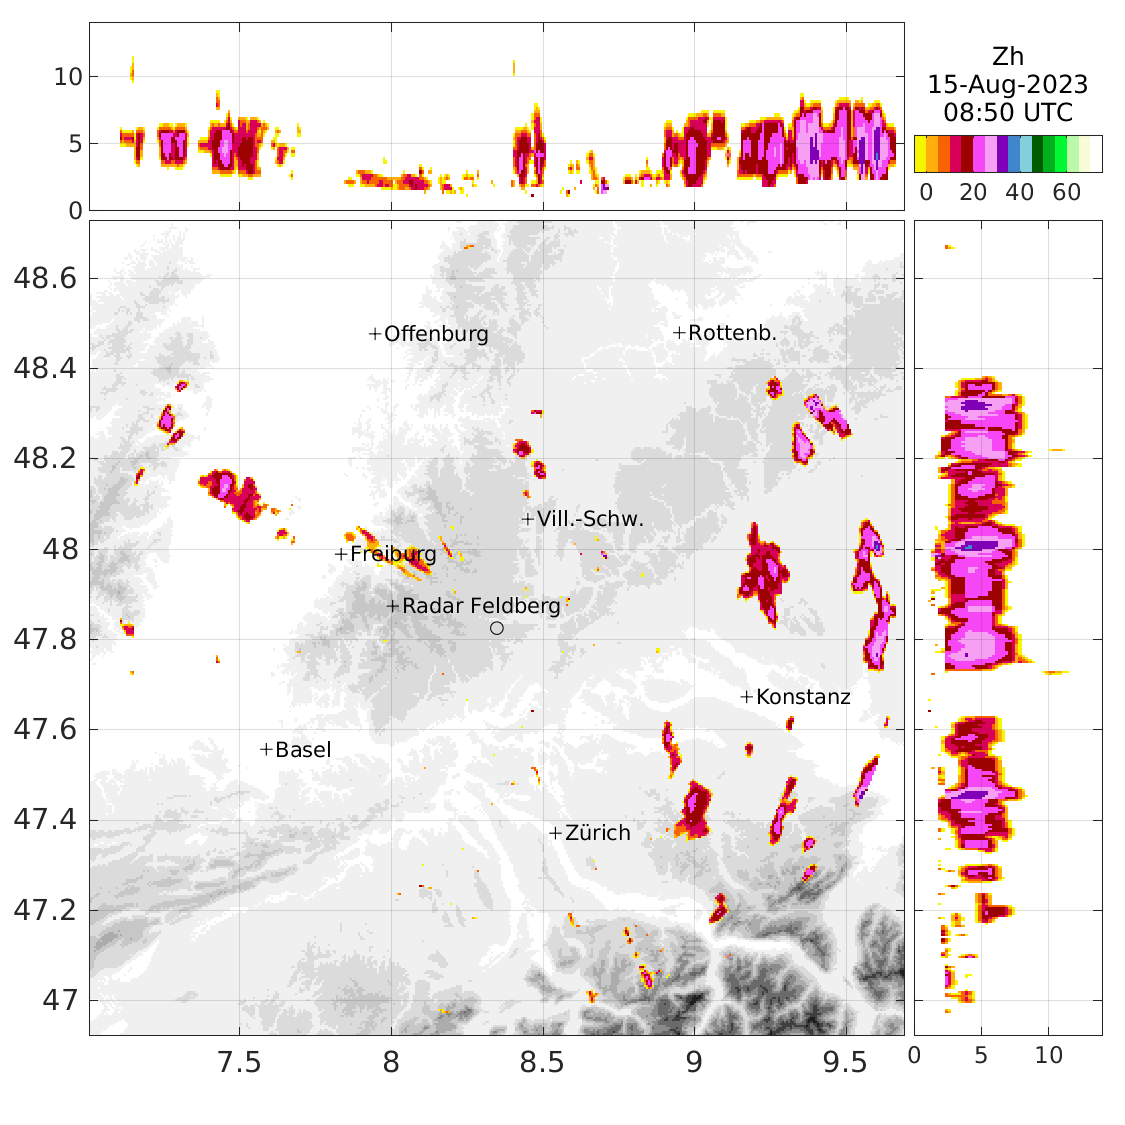 10
5
0
Zh
15-Aug-2023
08:50 UTC
0 20 40 60
48.6
48.4
48.2
48
47.8
47.6
47.4
47.2
47
+Offenburg
+Rottenb.
+Vill.-Schw.
+Freiburg
+Radar Feldberg
+Konstanz
+Basel
+Zürich
7.5 8 8.5 9 9.5
0 5 10